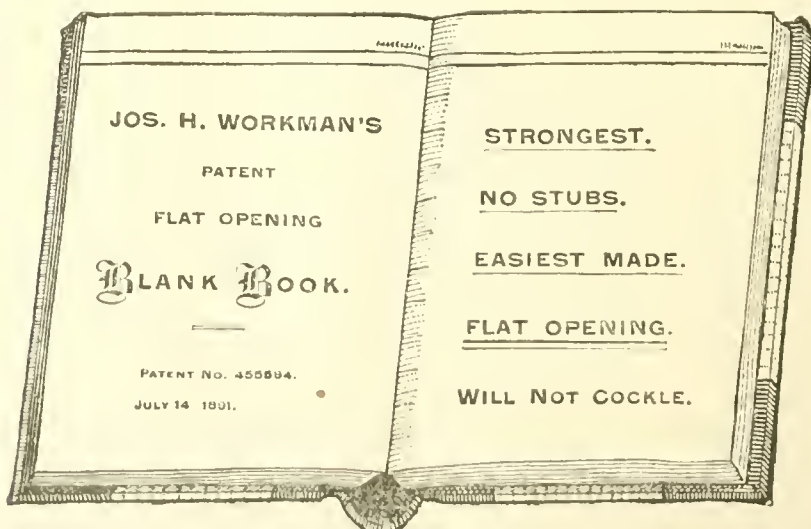 JOS. H. WORKMAN'S
PATENT
FLAT OPENING
BLANK BOOK.
PATENT NO.
JULY 14 1891.
STRONGEST.
NO STUBS.
EASIEST MADE.
FLAT OPENING.
WILL NOT COCKLE.